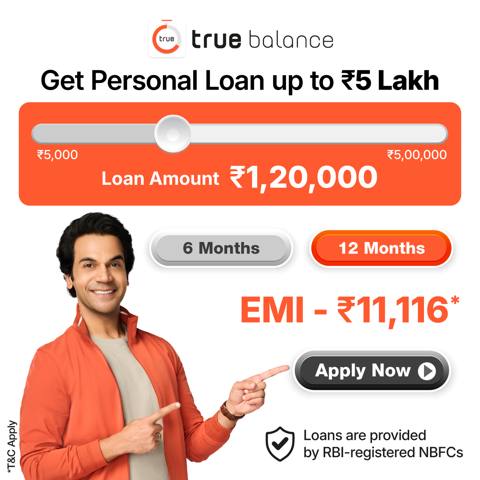 true
true balance
Get Personal Loan up to ₹5 Lakh
₹5,000
₹5,00,000
Loan Amount ₹1,20,000
6 Months
12 Months
EMI - ₹11,116*
Apply Now
Loans are provided
by RBI-registered NBFCs
*T&C Apply